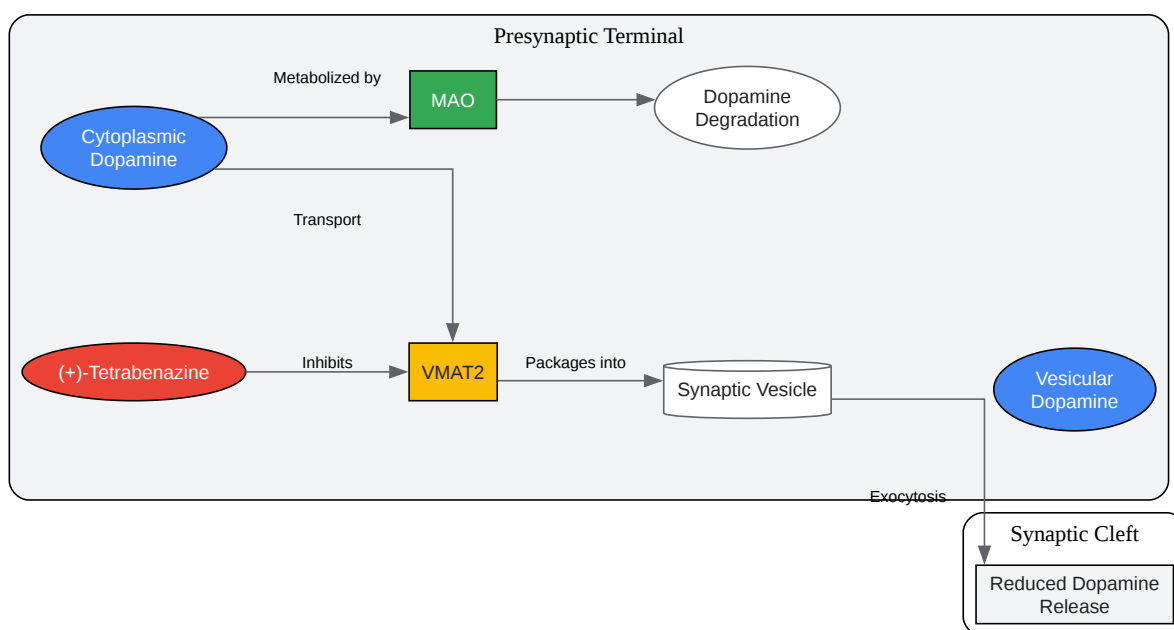 Presynaptic Terminal
Metabolized by
MAO
Dopamine
Degradation
Cytoplasmic
Dopamine
Transport
(+)-Tetrabenazine
Inhibits
VMAT2
Packages into
Synaptic Vesicle
Vesicular
Dopamine
Exocytosis
Synaptic Cleft
Reduced Dopamine
Release